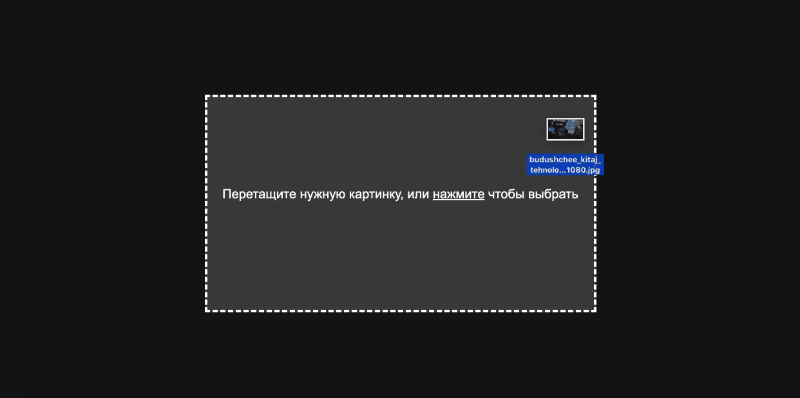 budushchee_kitaj_
tehnolo...1080.jpg
Перетащите нужную картинку, или нажмите чтобы выбрать